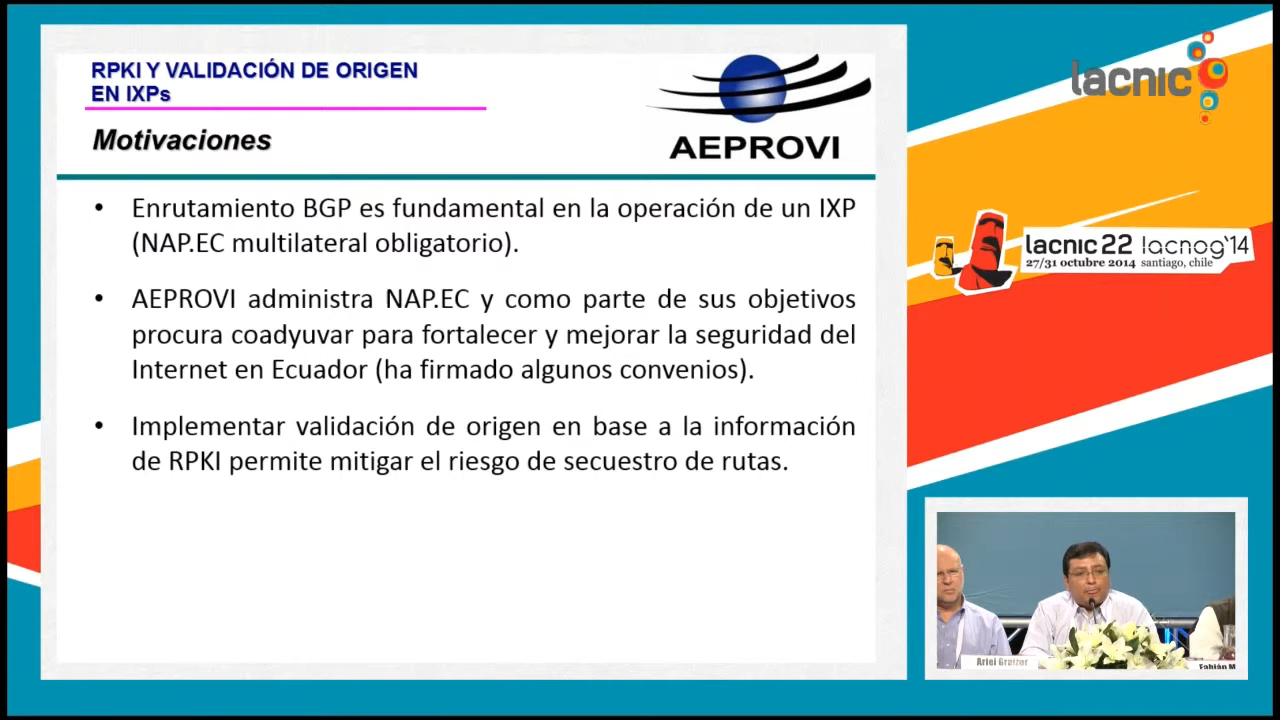 RPKI Y VALIDACIÓN DE ORIGEN
EN IXPs
Motivaciones
AEPROVI
• Enrutamiento BGP es fundamental en la operación de un IXP
(NAP.EC multilateral obligatorio).
• AEPROVI administra NAP.EC y como parte de sus objetivos
procura coadyuvar para fortalecer y mejorar la seguridad del
Internet en Ecuador (ha firmado algunos convenios).
• Implementar validación de origen en base a la información
de RPKI permite mitigar el riesgo de secuestro de rutas.
lacnic
lacnic 22 lacnog'14
27/31 octubre 2014 santiago, chile
Ariel Graizer
Fabián M